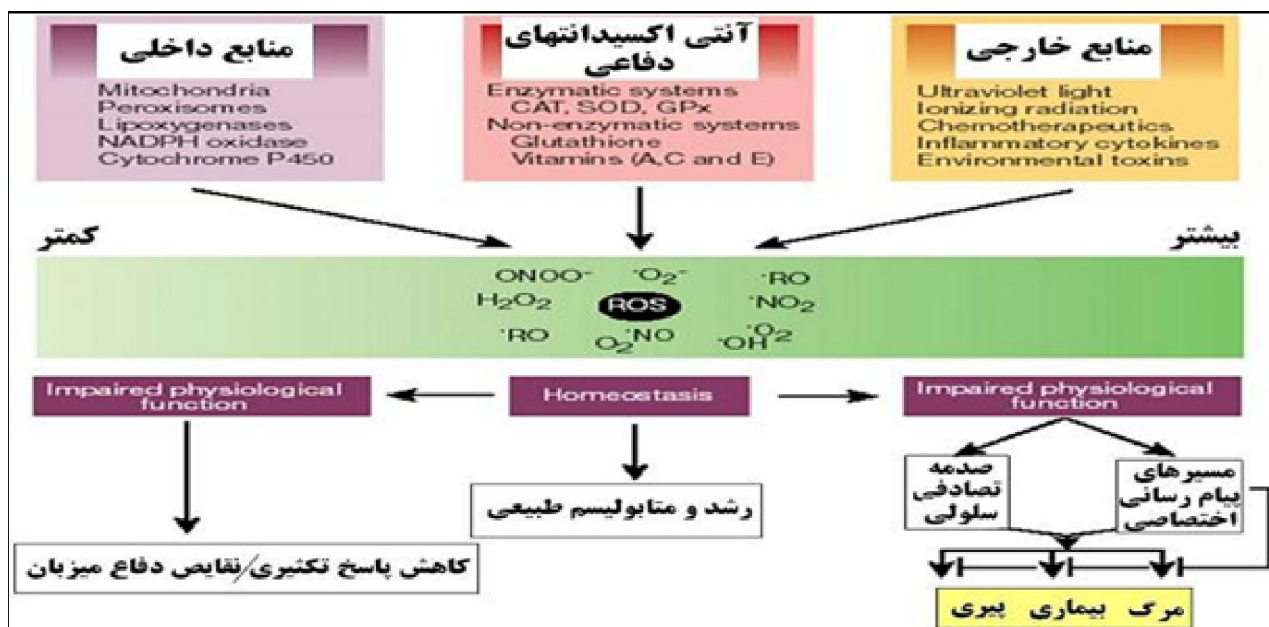 منابع داخلی
Mitochondria
Peroxisomes
Lipoxygenases
NADPH oxidase
Cytochrome P450
آنتی اکسیدانتهای
دفاعی
Enzymatic systems
CAT, SOD, GPx
Non-enzymatic systems
Glutathione
Vitamins (A,C and E)
منابع خارجی
Ultraviolet light
Ionizing radiation
Chemotherapeutics
Inflammatory cytokines
Environmental toxins
کمتر
بیشتر
ONOO⁻ ˙O₂⁻ ˙RO
H₂O₂ ROS ˙NO₂
˙RO O₂ ˙NO ˙OH ˙O₂
Impaired physiological
function
Homeostasis
Impaired physiological
function
کاهش پاسخ تکثیری/نقایص دفاع میزبان
رشد و متابولیسم طبیعی
صدمه
تصادفی
سلولی
مسیرهای
پیام رسانی
اختصاصی
مرگ بیماری پیری